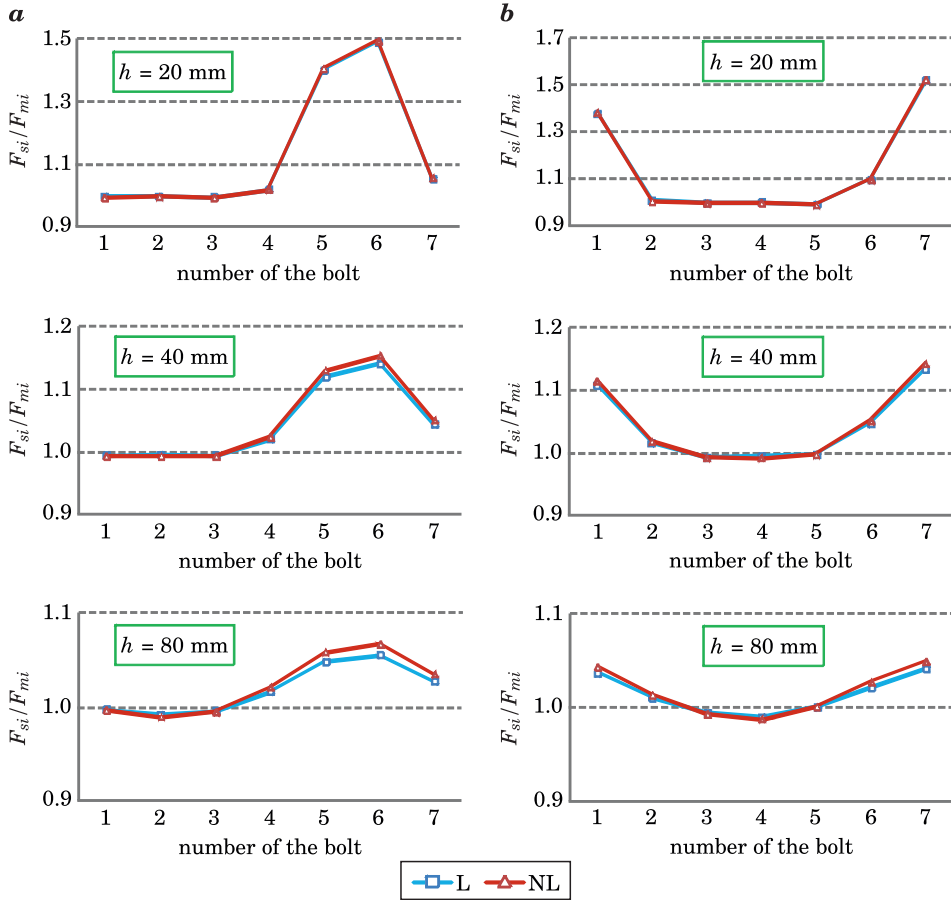 a
1.5
1.3
1.1
0.9
F_si/F_mi
h = 20 mm
1 2 3 4 5 6 7
number of the bolt
b
1.7
1.5
1.3
1.1
0.9
F_si/F_mi
h = 20 mm
1 2 3 4 5 6 7
number of the bolt
1.2
1.1
1.0
0.9
F_si/F_mi
h = 40 mm
1 2 3 4 5 6 7
number of the bolt
1.2
1.1
1.0
0.9
F_si/F_mi
h = 40 mm
1 2 3 4 5 6 7
number of the bolt
1.1
1.0
0.9
F_si/F_mi
h = 80 mm
1 2 3 4 5 6 7
number of the bolt
1.1
1.0
0.9
F_si/F_mi
h = 80 mm
1 2 3 4 5 6 7
number of the bolt
L NL